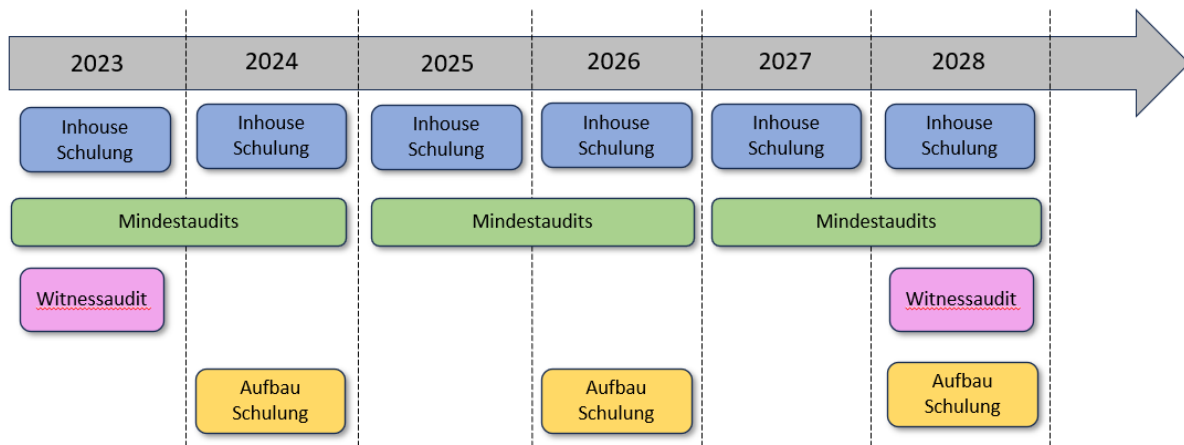 2023 2024 2025 2026 2027 2028
Inhouse Inhouse Inhouse Inhouse Inhouse Inhouse
Schulung Schulung Schulung Schulung Schulung Schulung
Mindestaudits Mindestaudits Mindestaudits
Witnessaudit Witnessaudit
Aufbau Aufbau Aufbau
Schulung Schulung Schulung